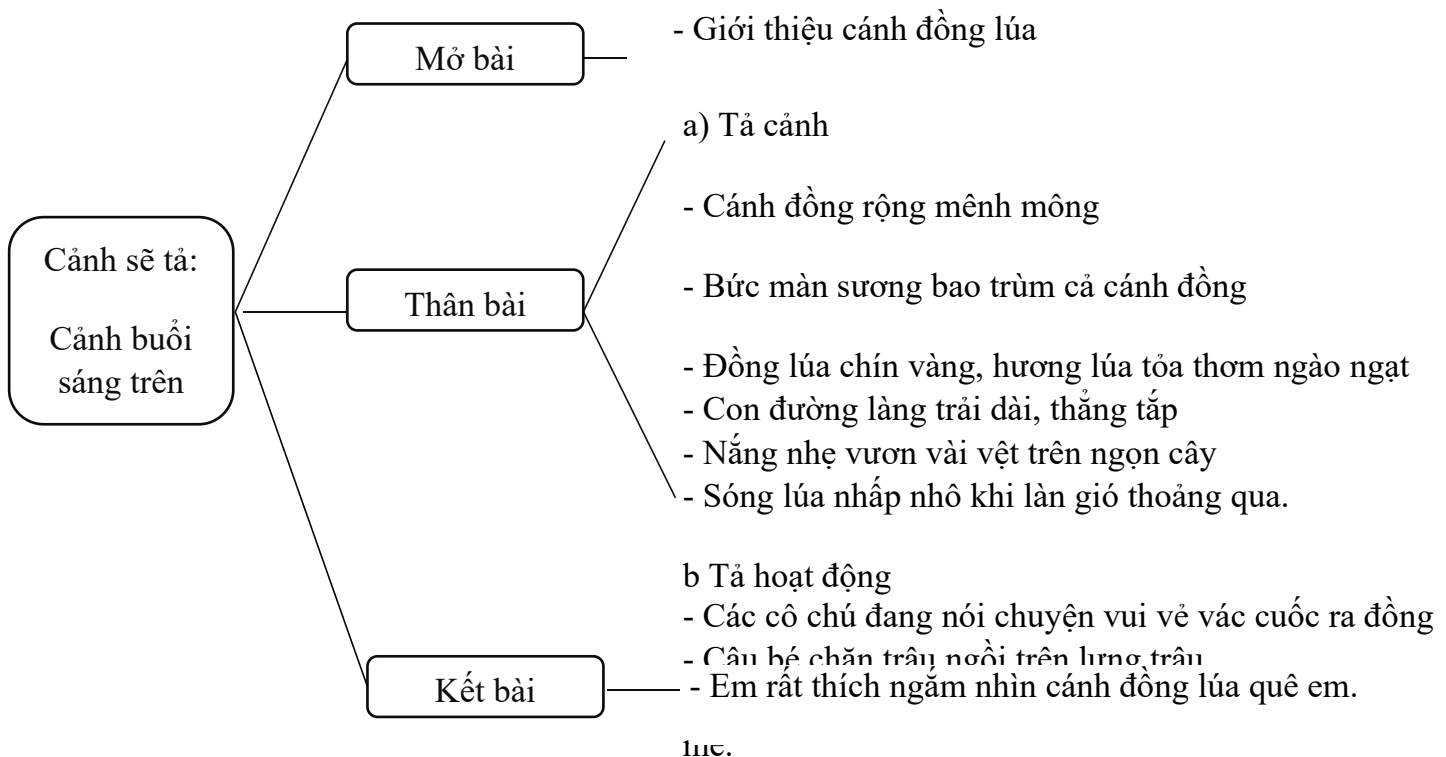 Mở bài
- Giới thiệu cánh đồng lúa
Cảnh sẽ tả:
Cảnh buổi
sáng trên
Thân bài
a) Tả cảnh
- Cánh đồng rộng mênh mông
- Bức màn sương bao trùm cả cánh đồng
- Đồng lúa chín vàng, hương lúa tỏa thơm ngào ngạt
- Con đường làng trải dài, thẳng tắp
- Nắng nhẹ vươn vài vệt trên ngọn cây
- Sóng lúa nhấp nhô khi làn gió thoảng qua.
b Tả hoạt động
- Các cô chú đang nói chuyện vui vẻ vác cuốc ra đồng
- Cậu bé chăn trâu ngồi trên lưng trâu
Kết bài
- Em rất thích ngắm nhìn cánh đồng lúa quê em.